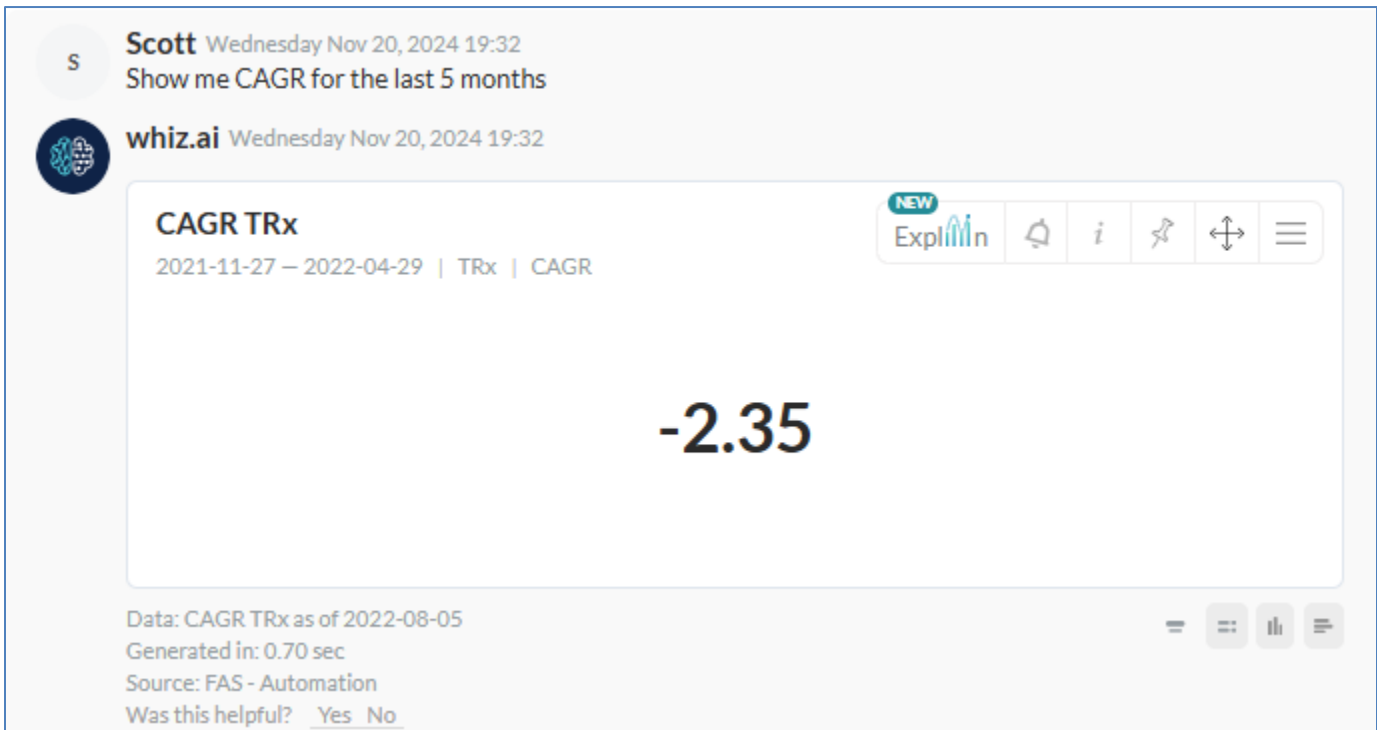 S
Scott Wednesday Nov 20, 2024 19:32
Show me CAGR for the last 5 months
whiz.ai Wednesday Nov 20, 2024 19:32
CAGR TRx
NEW
Explain
i
2021-11-27 — 2022-04-29 | TRx | CAGR
-2.35
Data: CAGR TRx as of 2022-08-05
Generated in: 0.70 sec
Source: FAS - Automation
Was this helpful? Yes No